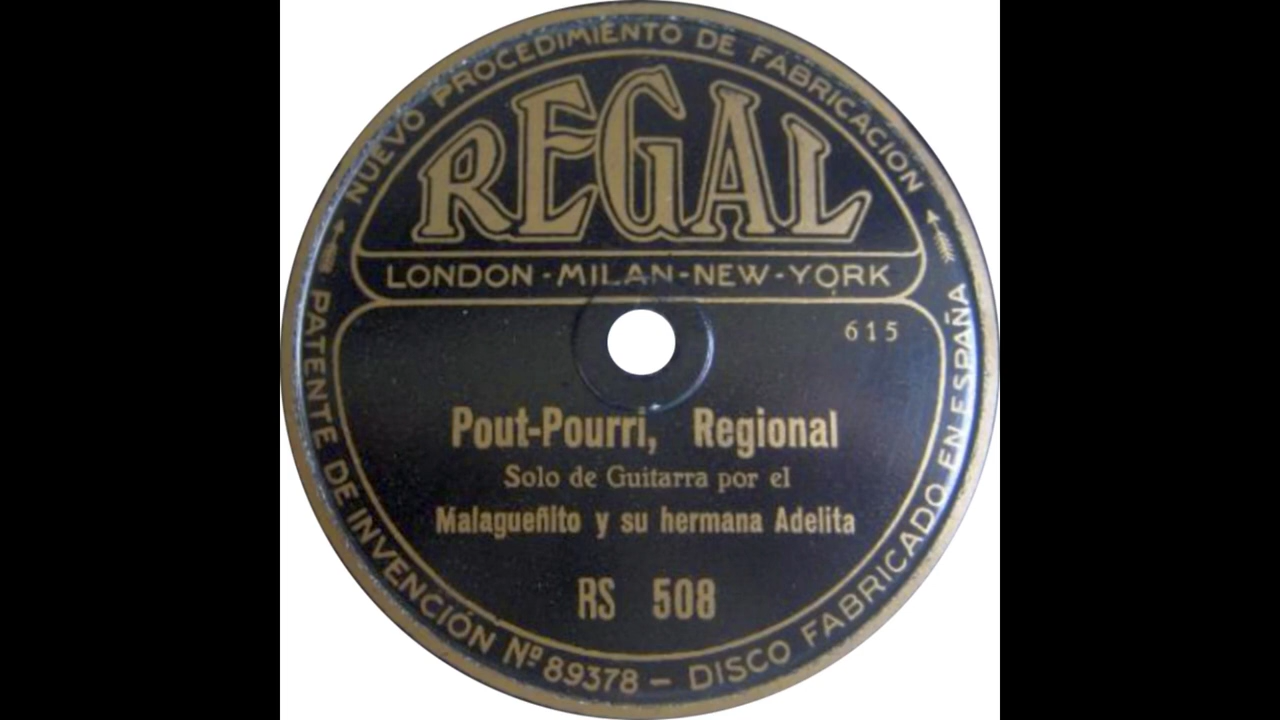 NUEVO PROCEDIMIENTO DE FABRICACION
REGAL
LONDON-MILAN-NEW-YORK
615
Pout-Pourri, Regional
Solo de Guitarra por el
Malagueñito y su hermana Adelita
RS 508
PATENTE DE INVENCIÓN Nº 89378 - DISCO FABRICADO EN ESPAÑA